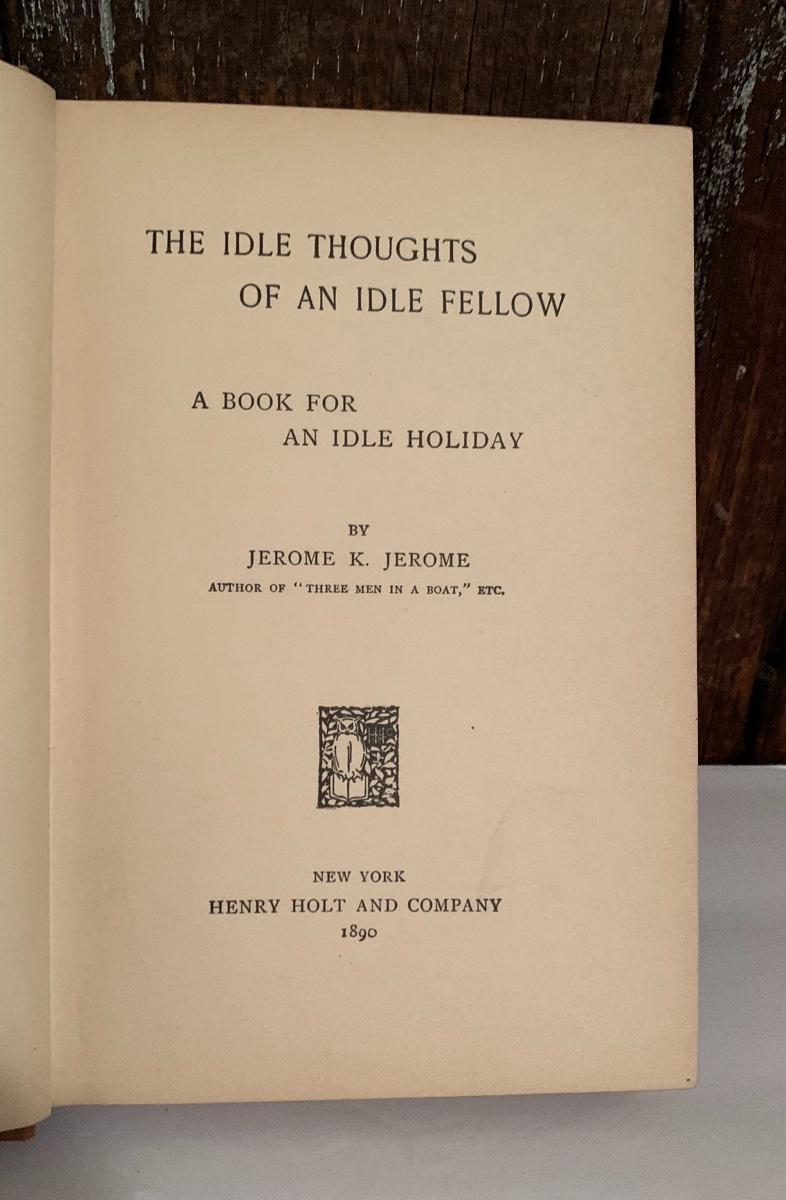 THE IDLE THOUGHTS
OF AN IDLE FELLOW
A BOOK FOR
AN IDLE HOLIDAY
BY
JEROME K. JEROME
AUTHOR OF "THREE MEN IN A BOAT," ETC.
NEW YORK
HENRY HOLT AND COMPANY
1890